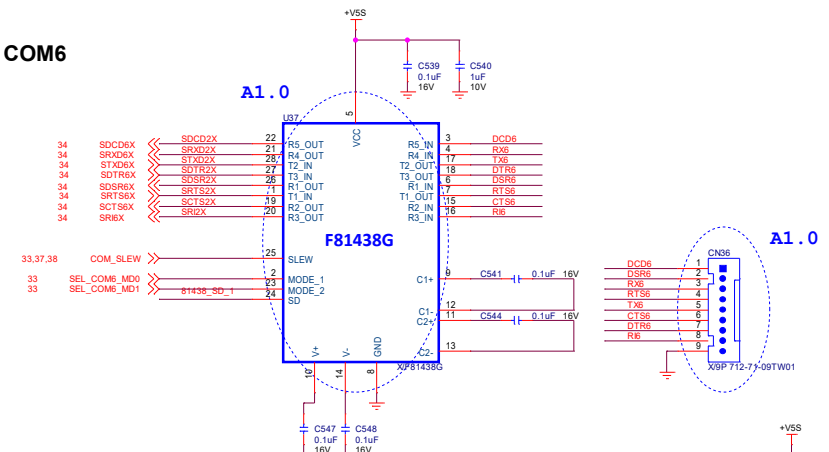 +V5S
COM6
C539
0.1uF
16V
C540
1uF
10V
A1.0
U37
5
VCC
34 SDCD6X SDCD2X 22 R5_OUT R5_IN 3 DCD6
34 SRXD6X SRXD2X 21 R4_OUT R4_IN 4 RX6
34 STXD6X STXD2X 28 T2_IN T2_OUT 17 TX6
34 SDTR6X SDTR2X 27 T3_IN T3_OUT 18 DTR6
34 SDSR6X SDSR2X 26 R1_OUT R1_IN 6 DSR6
34 SRTS6X SRTS2X 1 T1_IN T1_OUT 7 RTS6
34 SCTS6X SCTS2X 19 R2_OUT R2_IN 15 CTS6
34 SRI6X SRI2X 20 R3_OUT R3_IN 16 RI6
F81438G
33,37,38 COM_SLEW 25 SLEW
33 SEL_COM6_MD0 2 MODE_1
33 SEL_COM6_MD1 23 MODE_2
81438_SD_1 24 SD
C1+ 9 C541 0.1uF 16V
C1- 12
C2+ 11 C544 0.1uF 16V
C2- 13
V+ V- GND
10 14 8
X/F81438G
C547
0.1uF
16V
C548
0.1uF
16V
A1.0
CN36
DCD6 1
DSR6 2
RX6 3
RTS6 4
TX6 5
CTS6 6
DTR6 7
RI6 8
9
X/9P 712-71-09TW01
+V5S